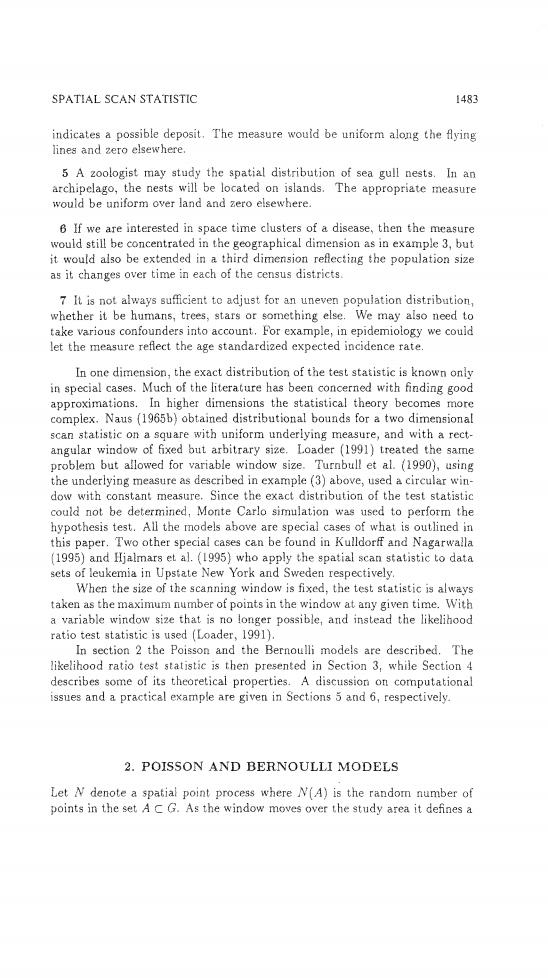 SPATIAL SCAN STATISTIC 1483
indicates a possible deposit. The measure would be uniform along the flying
lines and zero elsewhere.
5 A zoologist may study the spatial distribution of sea gull nests. In an
archipelago, the nests will be located on islands. The appropriate measure
would be uniform over land and zero elsewhere.
6 If we are interested in space time clusters of a disease, then the measure
would still be concentrated in the geographical dimension as in example 3, but
it would also be extended in a third dimension reflecting the population size
as it changes over time in each of the census districts.
7 It is not always sufficient to adjust for an uneven population distribution,
whether it be humans, trees, stars or something else. We may also need to
take various confounders into account. For example, in epidemiology we could
let the measure reflect the age standardized expected incidence rate.
In one dimension, the exact distribution of the test statistic is known only
in special cases. Much of the literature has been concerned with finding good
approximations. In higher dimensions the statistical theory becomes more
complex. Naus (1965b) obtained distributional bounds for a two dimensional
scan statistic on a square with uniform underlying measure, and with a rect-
angular window of fixed but arbitrary size. Loader (1991) treated the same
problem but allowed for variable window size. Turnbull et al. (1990), using
the underlying measure as described in example (3) above, used a circular win-
dow with constant measure. Since the exact distribution of the test statistic
could not be determined, Monte Carlo simulation was used to perform the
hypothesis test. All the models above are special cases of what is outlined in
this paper. Two other special cases can be found in Kulldorff and Nagarwalla
(1995) and Hjalmars et al. (1995) who apply the spatial scan statistic to data
sets of leukemia in Upstate New York and Sweden respectively.
When the size of the scanning window is fixed, the test statistic is always
taken as the maximum number of points in the window at any given time. With
a variable window size that is no longer possible, and instead the likelihood
ratio test statistic is used (Loader, 1991).
In section 2 the Poisson and the Bernoulli models are described. The
likelihood ratio test statistic is then presented in Section 3, while Section 4
describes some of its theoretical properties. A discussion on computational
issues and a practical example are given in Sections 5 and 6, respectively.
2. POISSON AND BERNOULLI MODELS
Let N denote a spatial point process where N(A) is the random number of
points in the set A ⊂ G. As the window moves over the study area it defines a